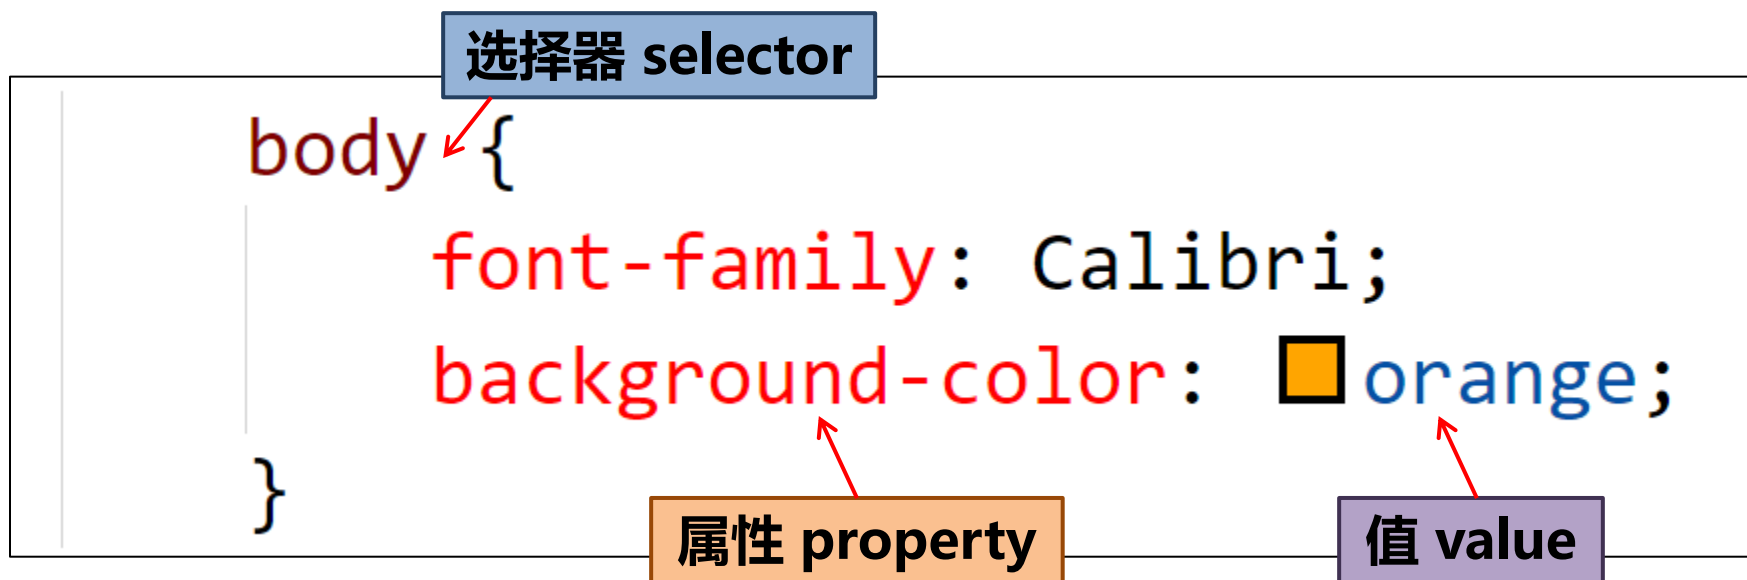 选择器 selector
body {
font-family: Calibri;
background-color: orange;
}
属性 property
值 value